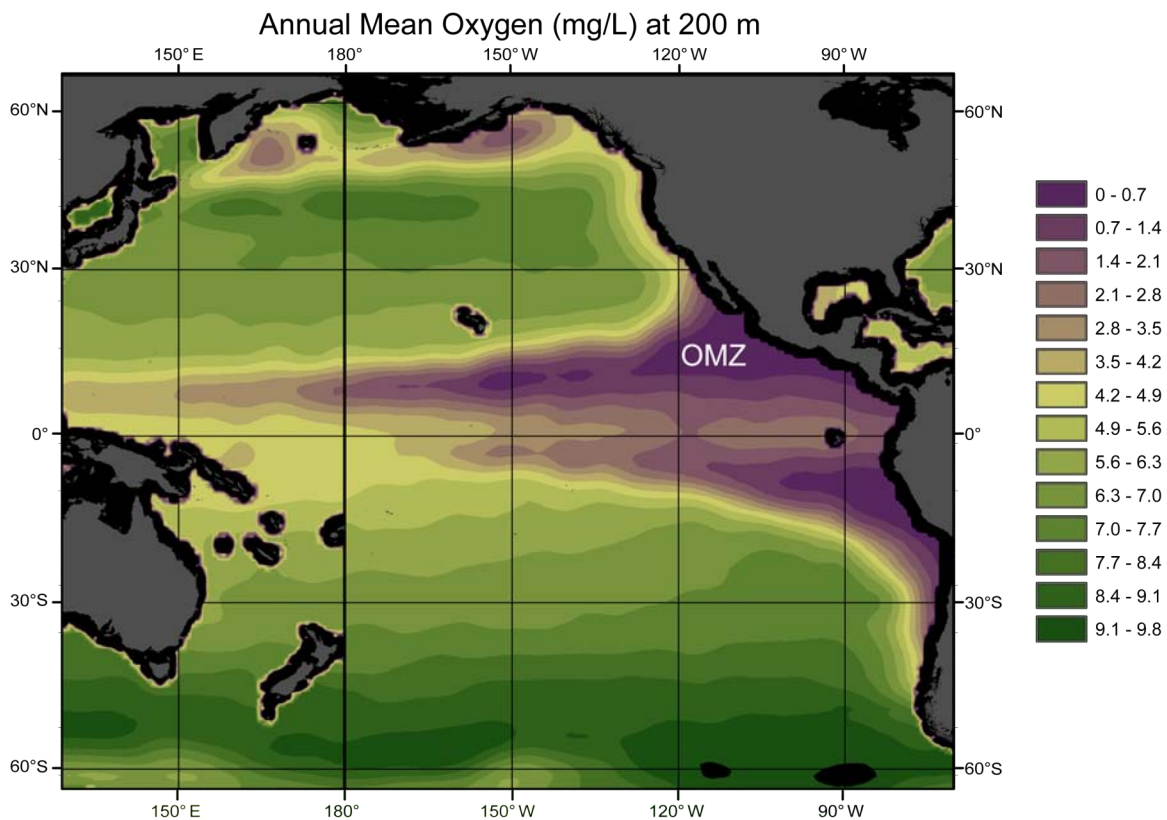 Annual Mean Oxygen (mg/L) at 200 m
150° E 180° 150° W 120° W 90° W
60°N 60°N
0 - 0.7
0.7 - 1.4
30°N 30°N
1.4 - 2.1
2.1 - 2.8
2.8 - 3.5
OMZ
3.5 - 4.2
4.2 - 4.9
0° 0°
4.9 - 5.6
5.6 - 6.3
6.3 - 7.0
7.0 - 7.7
7.7 - 8.4
8.4 - 9.1
30°S 30°S
9.1 - 9.8
60°S 60°S
150° E 180° 150° W 120° W 90° W